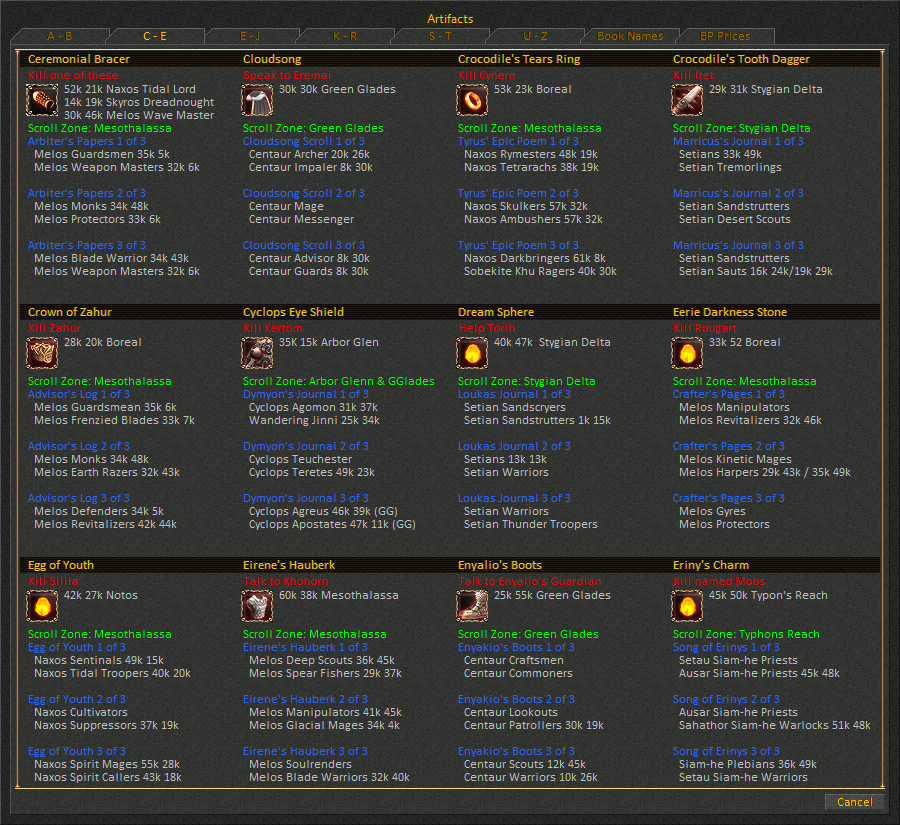 Artifacts
A - B
C - E
E - J
K - R
S - T
U - Z
Book Names
BP Prices
Ceremonial Bracer
Kill one of these
52k 21k Naxos Tidal Lord
14k 19k Skyros Dreadnought
30k 46k Melos Wave Master
Scroll Zone: Mesothalassa
Arbiter's Papers 1 of 3
Melos Guardsmen 35k 5k
Melos Weapon Masters 32k 6k
Arbiter's Papers 2 of 3
Melos Monks 34k 48k
Melos Protectors 33k 6k
Arbiter's Papers 3 of 3
Melos Blade Warrior 34k 43k
Melos Weapon Masters 32k 6k
Cloudsong
Speak to Eremai
30k 30k Green Glades
Scroll Zone: Green Glades
Cloudsong Scroll 1 of 3
Centaur Archer 20k 26k
Centaur Impaler 8k 30k
Cloudsong Scroll 2 of 3
Centaur Mage
Centaur Messenger
Cloudsong Scroll 3 of 3
Centaur Advisor 8k 30k
Centaur Guards 8k 30k
Crocodile's Tears Ring
Kill Cynere
53k 23k Boreal
Scroll Zone: Mesothalassa
Tyrus' Epic Poem 1 of 3
Naxos Rymesters 48k 19k
Naxos Tetrarachs 38k 19k
Tyrus' Epic Poem 2 of 3
Naxos Skulkers 57k 32k
Naxos Ambushers 57k 32k
Tyrus' Epic Poem 3 of 3
Naxos Darkbringers 61k 8k
Sobekite Khu Ragers 40k 30k
Crocodile's Tooth Dagger
Kill Itet
29k 31k Stygian Delta
Scroll Zone: Stygian Delta
Marricus's Journal 1 of 3
Setians 33k 49k
Setian Tremorlings
Marricus's Journal 2 of 3
Setian Sandstrutters
Setian Desert Scouts
Marricus's Journal 3 of 3
Setian Sandstrutters
Setian Sauts 16k 24k/19k 29k
Crown of Zahur
Kill Zahur
28k 20k Boreal
Scroll Zone: Mesothalassa
Advisor's Log 1 of 3
Melos Guardsmean 35k 6k
Melos Frenzied Blades 33k 7k
Advisor's Log 2 of 3
Melos Monks 34k 48k
Melos Earth Razers 32k 43k
Advisor's Log 3 of 3
Melos Defenders 34k 5k
Melos Revitalizers 42k 44k
Cyclops Eye Shield
Kill Kertom
35K 15k Arbor Glen
Scroll Zone: Arbor Glenn & GGlades
Dymyon's Journal 1 of 3
Cyclops Agomon 31k 37k
Wandering Jinni 25k 34k
Dymyon's Journal 2 of 3
Cyclops Teuchester
Cyclops Teretes 49k 23k
Dymyon's Journal 3 of 3
Cyclops Agreus 46k 39k (GG)
Cyclops Apostates 47k 11k (GG)
Dream Sphere
Help Torih
40k 47k Stygian Delta
Scroll Zone: Stygian Delta
Loukas Journal 1 of 3
Setian Sandscryers
Setian Sandstrutters 1k 15k
Loukas Journal 2 of 3
Setians 13k 13k
Setian Warriors
Loukas Journal 3 of 3
Setian Warriors
Setian Thunder Troopers
Eerie Darkness Stone
Kill Rougart
33k 52 Boreal
Scroll Zone: Mesothalassa
Crafter's Pages 1 of 3
Melos Manipulators
Melos Revitalizers 32k 46k
Crafter's Pages 2 of 3
Melos Kinetic Mages
Melos Harpers 29k 43k / 35k 49k
Crafter's Pages 3 of 3
Melos Gyres
Melos Protectors
Egg of Youth
Kill Sillia
42k 27k Notos
Scroll Zone: Mesothalassa
Egg of Youth 1 of 3
Naxos Sentinals 49k 15k
Naxos Tidal Troopers 40k 20k
Egg of Youth 2 of 3
Naxos Cultivators
Naxos Suppressors 37k 19k
Egg of Youth 3 of 3
Naxos Spirit Mages 55k 28k
Naxos Spirit Callers 43k 18k
Eirene's Hauberk
Talk to Khonom
60k 38k Mesothalassa
Scroll Zone: Mesothalassa
Eirene's Hauberk 1 of 3
Melos Deep Scouts 36k 45k
Melos Spear Fishers 29k 37k
Eirene's Hauberk 2 of 3
Melos Manipulators 41k 45k
Melos Glacial Mages 34k 4k
Eirene's Hauberk 3 of 3
Melos Soulrenders
Melos Blade Warriors 32k 40k
Enyalio's Boots
Talk to Enyalio's Guardian
25k 55k Green Glades
Scroll Zone: Green Glades
Enyakio's Boots 1 of 3
Centaur Craftsmen
Centaur Commoners
Enyakio's Boots 2 of 3
Centaur Lookouts
Centaur Patrollers 30k 19k
Enyakio's Boots 3 of 3
Centaur Scouts 12k 45k
Centaur Warriors 10k 26k
Eriny's Charm
Kill named Mobs
45k 50k Typon's Reach
Scroll Zone: Typhons Reach
Song of Erinys 1 of 3
Setau Siam-he Priests
Ausar Siam-he Priests 45k 48k
Song of Erinys 2 of 3
Ausar Siam-he Priests
Sahathor Siam-he Warlocks 51k 48k
Song of Erinys 3 of 3
Siam-he Plebians 36k 49k
Setau Siam-he Warriors
Cancel